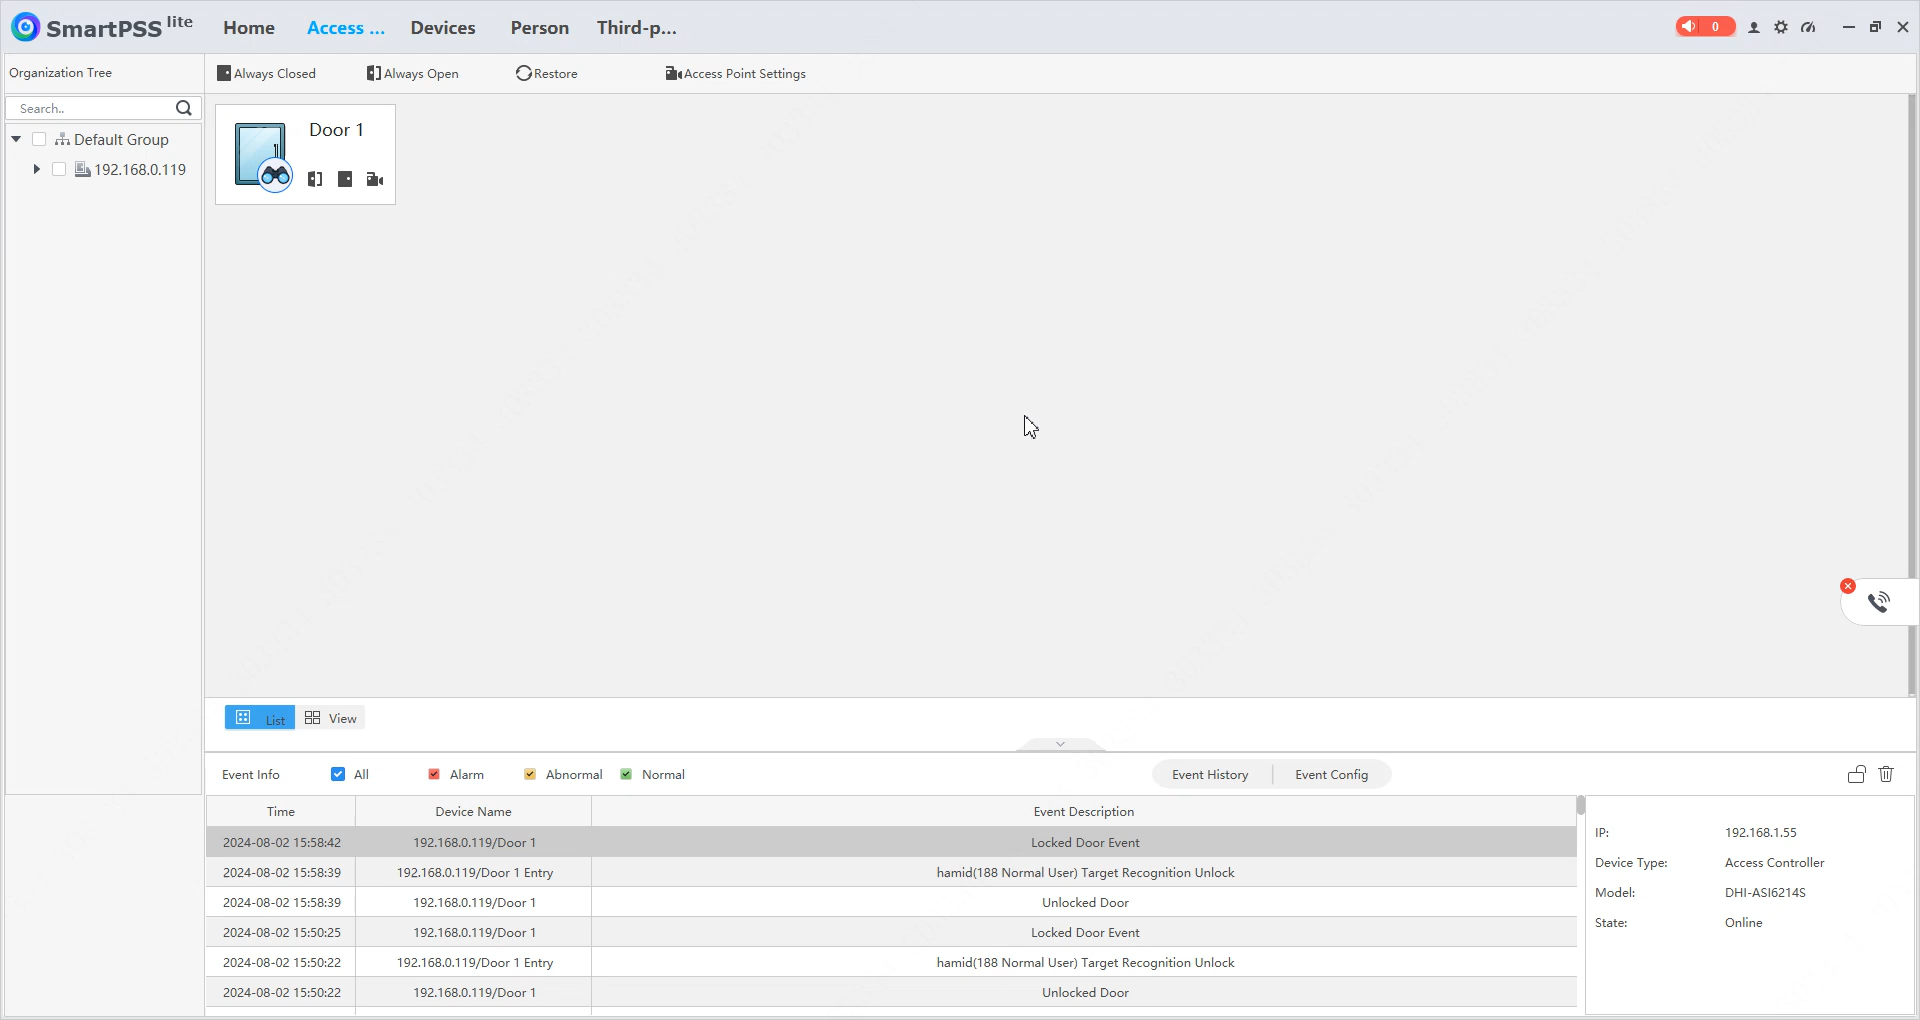 SmartPSS lite
Home Access ... Devices Person Third-p...
0
Organization Tree
Always Closed Always Open Restore Access Point Settings
Search..
Default Group
192.168.0.119
Door 1
List View
Event Info All Alarm Abnormal Normal Event History Event Config
Time Device Name Event Description
2024-08-02 15:58:42 192.168.0.119/Door 1 Locked Door Event
2024-08-02 15:58:39 192.168.0.119/Door 1 Entry hamid(188 Normal User) Target Recognition Unlock
2024-08-02 15:58:39 192.168.0.119/Door 1 Unlocked Door
2024-08-02 15:50:25 192.168.0.119/Door 1 Locked Door Event
2024-08-02 15:50:22 192.168.0.119/Door 1 Entry hamid(188 Normal User) Target Recognition Unlock
2024-08-02 15:50:22 192.168.0.119/Door 1 Unlocked Door
IP: 192.168.1.55
Device Type: Access Controller
Model: DHI-ASI6214S
State: Online